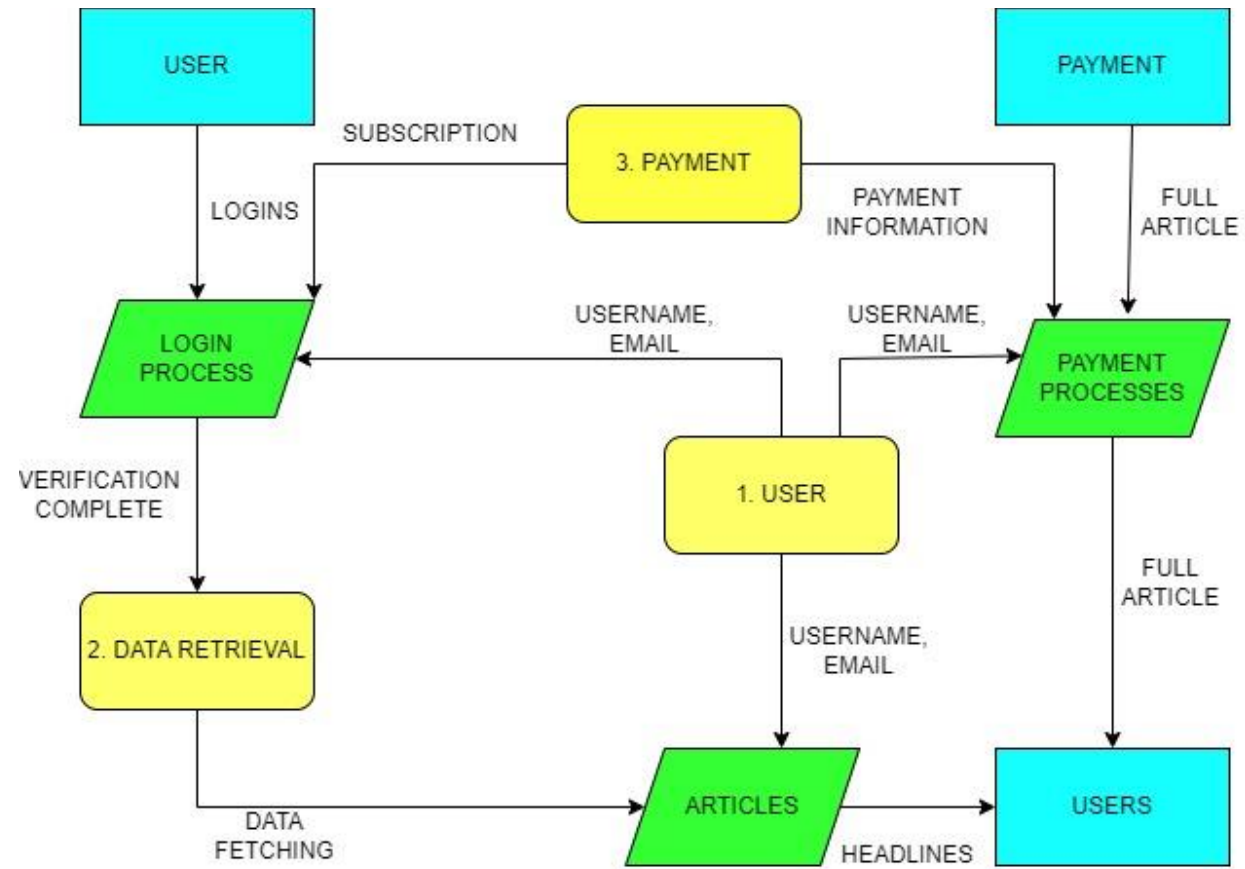 USER
PAYMENT
SUBSCRIPTION
3. PAYMENT
LOGINS
PAYMENT
INFORMATION
FULL
ARTICLE
USERNAME,
EMAIL
USERNAME,
EMAIL
LOGIN
PROCESS
PAYMENT
PROCESSES
VERIFICATION
COMPLETE
1. USER
FULL
ARTICLE
2. DATA RETRIEVAL
USERNAME,
EMAIL
ARTICLES
USERS
DATA
FETCHING
HEADLINES